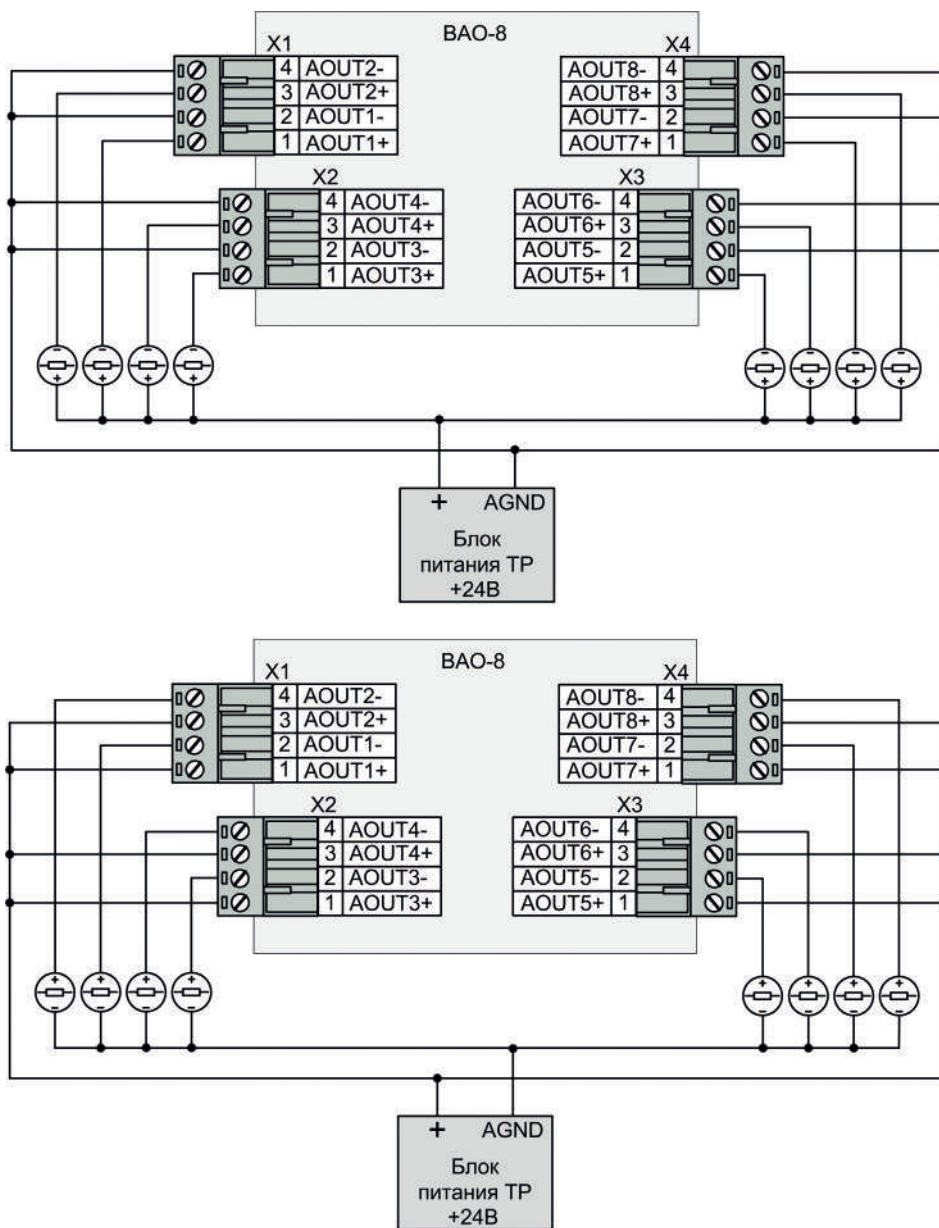 BAO-8
X1
X4
4 AOUT2-
3 AOUT2+
2 AOUT1-
1 AOUT1+
AOUT8- 4
AOUT8+ 3
AOUT7- 2
AOUT7+ 1
X2
X3
4 AOUT4-
3 AOUT4+
2 AOUT3-
1 AOUT3+
AOUT6- 4
AOUT6+ 3
AOUT5- 2
AOUT5+ 1
- - - - - - - -
+ + + + + + + +
+ AGND
Блок
питания ТР
+24В
BAO-8
X1
X4
4 AOUT2-
3 AOUT2+
2 AOUT1-
1 AOUT1+
AOUT8- 4
AOUT8+ 3
AOUT7- 2
AOUT7+ 1
X2
X3
4 AOUT4-
3 AOUT4+
2 AOUT3-
1 AOUT3+
AOUT6- 4
AOUT6+ 3
AOUT5- 2
AOUT5+ 1
+ + + + + + + +
- - - - - - - -
+ AGND
Блок
питания ТР
+24В